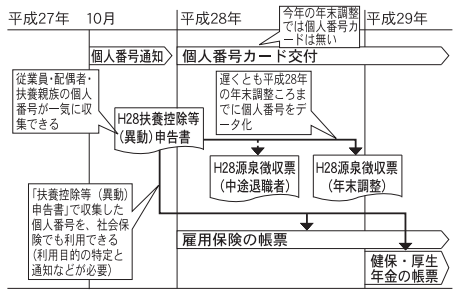 平成27年 10月
平成28年
平成29年
今年の年末調整
では個人番号カ
ードは無い
個人番号通知
個人番号カード交付
従業員・配偶者・
扶養親族の個人
番号が一気に収
集できる
遅くとも平成28年
の年末調整ころま
でに個人番号をデ
ータ化
H28扶養控除等
(異動)申告書
H28源泉徴収票
(中途退職者)
H28源泉徴収票
(年末調整)
「扶養控除等(異動)
申告書」で収集した
個人番号を、社会保
険でも利用できる
(利用目的の特定と
通知などが必要)
雇用保険の帳票
健保・厚生
年金の帳票